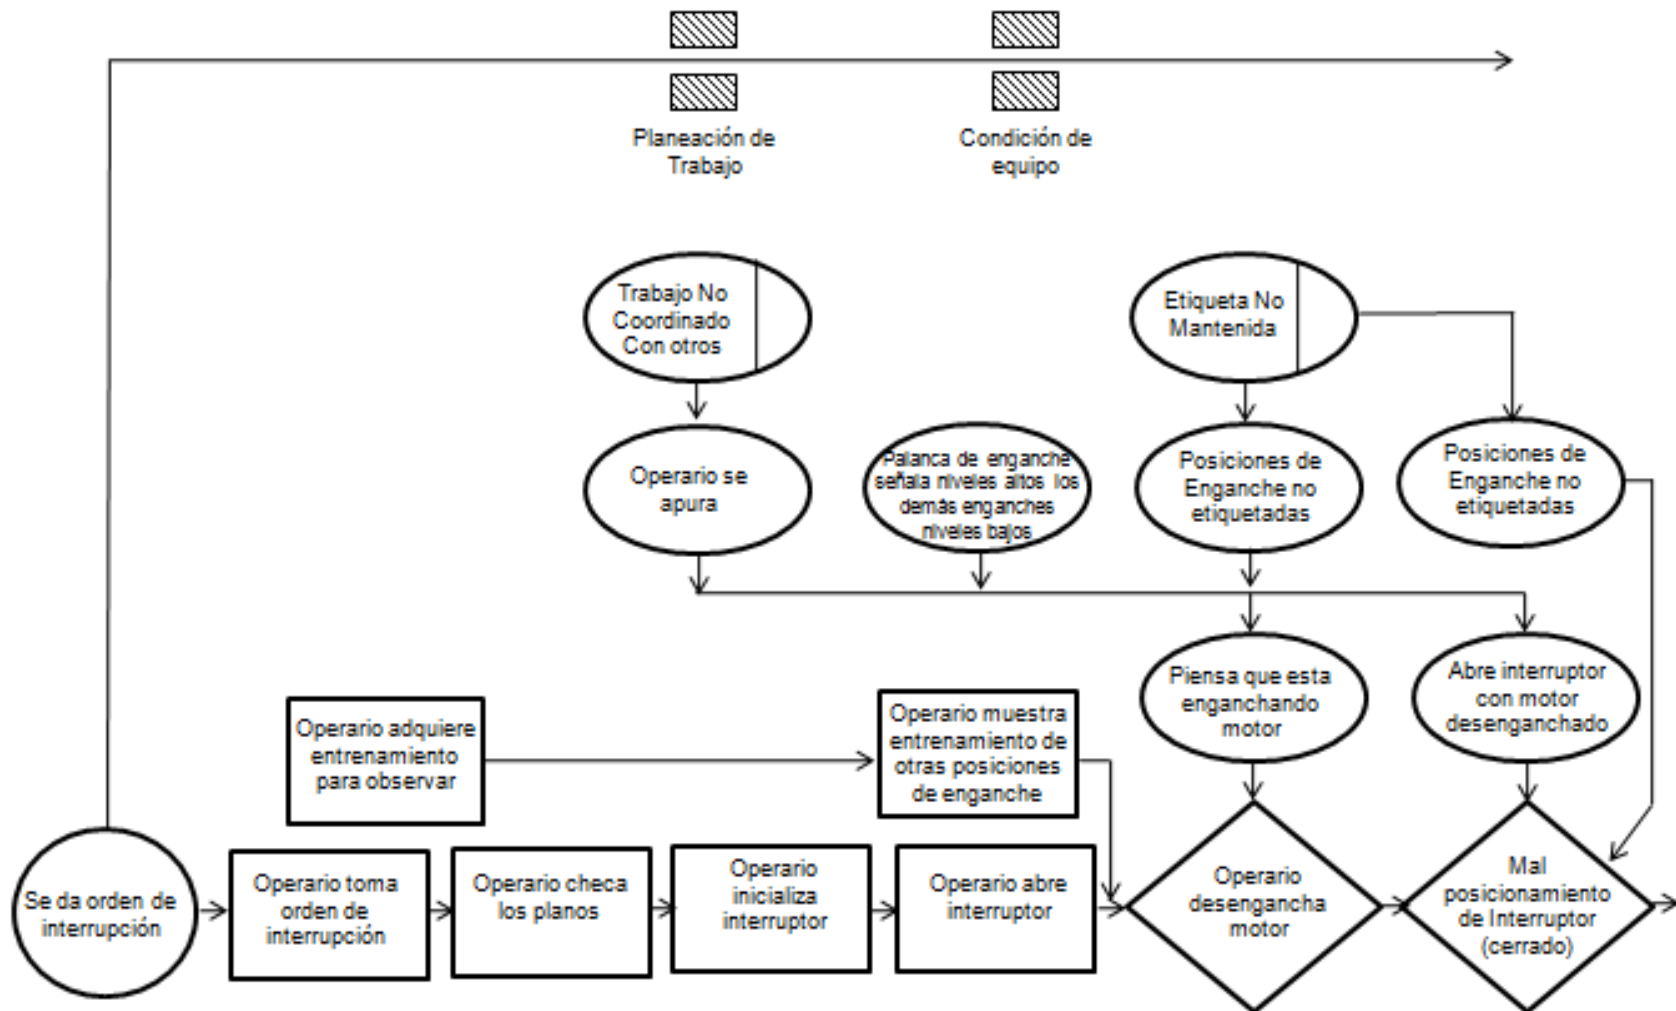 Planeación de
Trabajo
Condición de
equipo
Trabajo No
Coordinado
Con otros
Etiqueta No
Mantenida
Operario se
apura
Palanca de enganche
señala niveles altos los
demás enganches
niveles bajos
Posiciones de
Enganche no
etiquetadas
Posiciones de
Enganche no
etiquetadas
Piensa que esta
enganchando
motor
Abre interruptor
con motor
desenganchado
Operario adquiere
entrenamiento
para observar
Operario muestra
entrenamiento de
otras posiciones
de enganche
Se da orden de
interrupción
Operario toma
orden de
interrupción
Operario checa
los planos
Operario
inicializa
interruptor
Operario abre
interruptor
Operario
desengancha
motor
Mal
posicionamiento
de Interruptor
(cerrado)